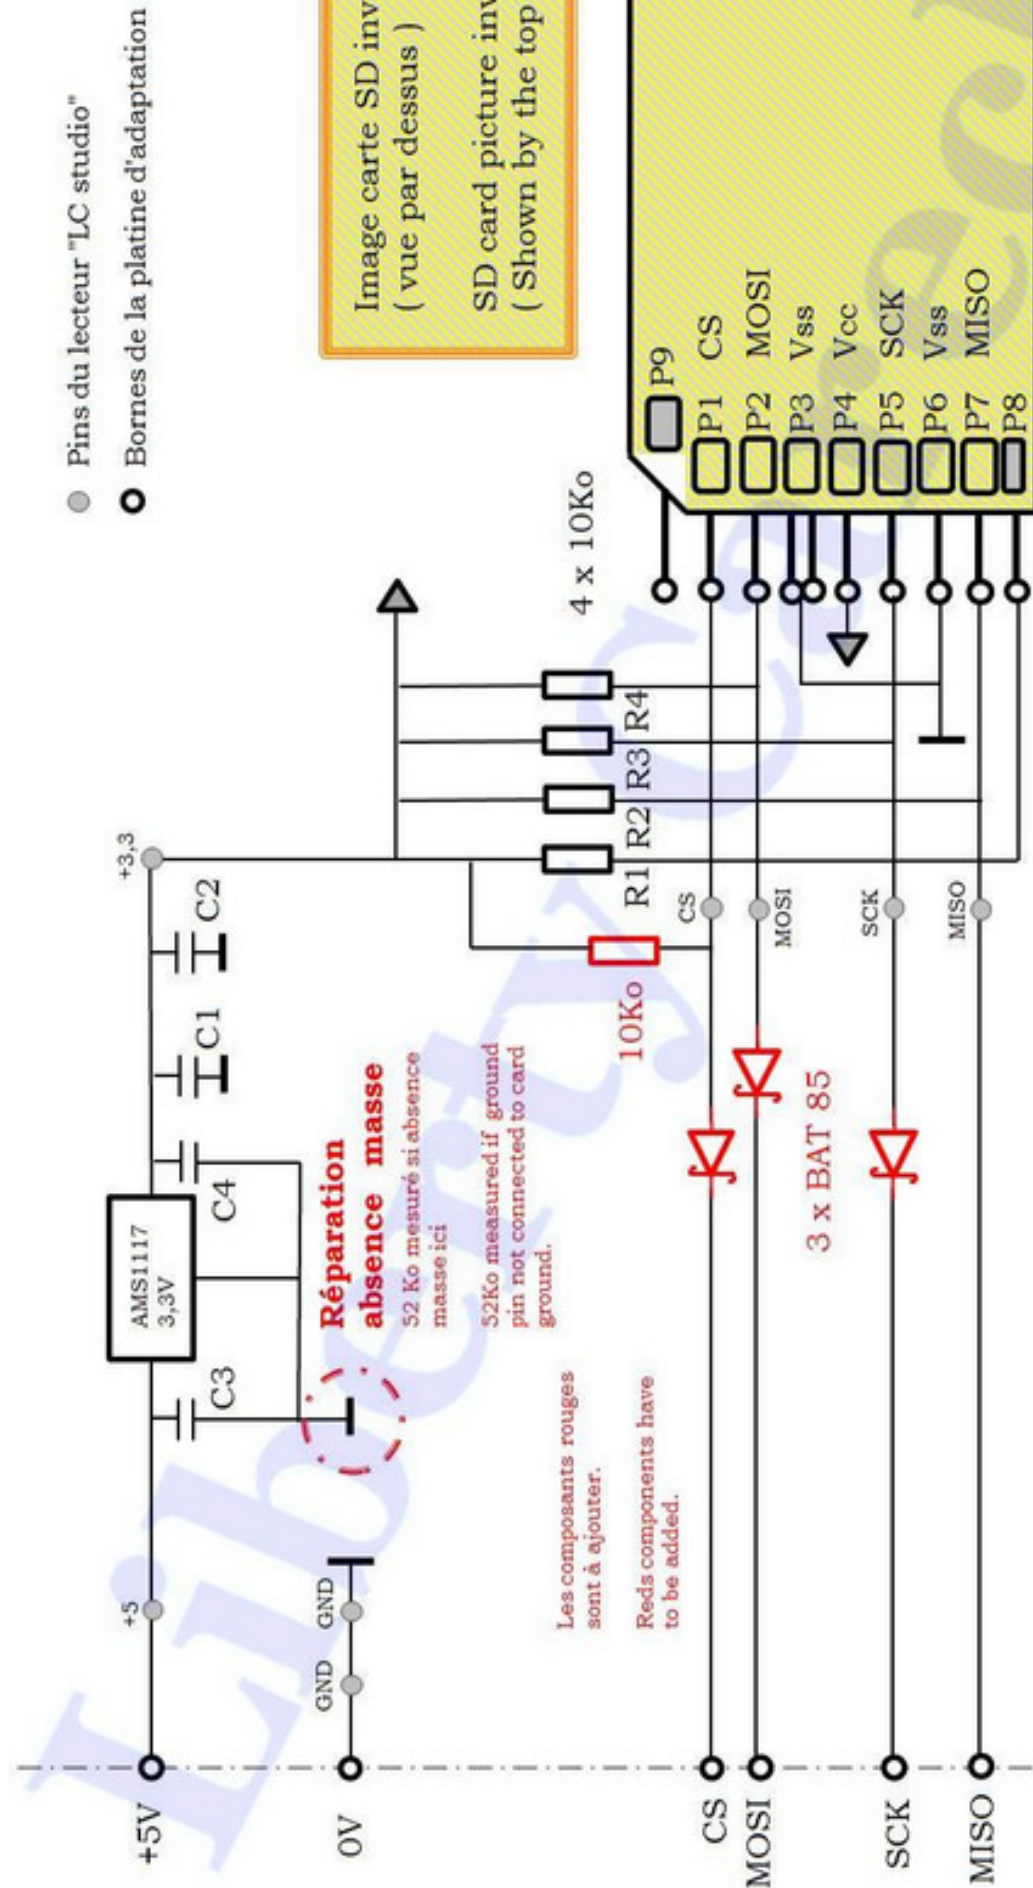 Pins du lecteur "LC studio"
Bornes de la platine d'adaptation
Image carte SD inv
( vue par dessus )
SD card picture inv
( Shown by the top
+5V
+5
AMS1117
3,3V
C3
C4
C1
C2
+3,3
0V
GND
GND
Réparation
absence masse
52 Ko mesuré si absence
masse ici
52Ko measured if ground
pin not connected to card
ground.
Les composants rouges
sont à ajouter.
Reds components have
to be added.
10Ko
R1
R2
R3
R4
4 x 10Ko
3 x BAT 85
CS
MOSI
SCK
MISO
CS
MOSI
SCK
MISO
P9
P1 CS
P2 MOSI
P3 Vss
P4 Vcc
P5 SCK
P6 Vss
P7 MISO
P8